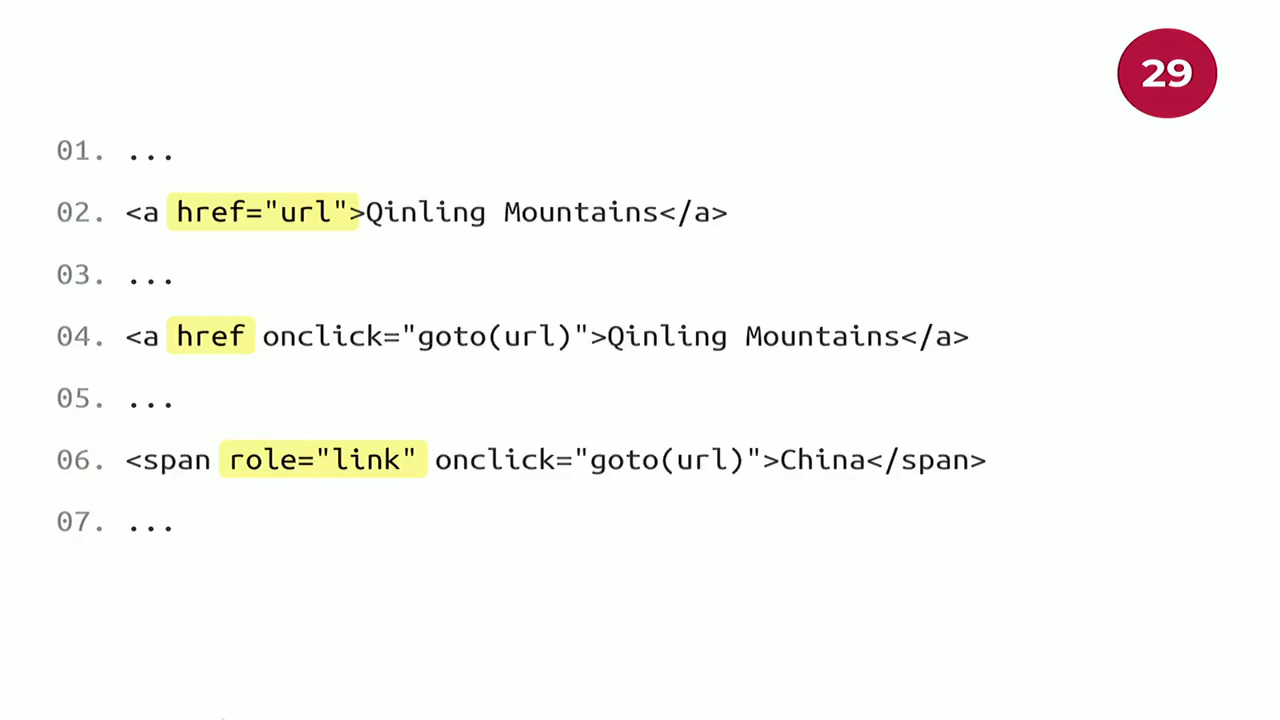 29
01. ...
02. <a href="url">Qinling Mountains</a>
03. ...
04. <a href onclick="goto(url)">Qinling Mountains</a>
05. ...
06. <span role="link" onclick="goto(url)">China</span>
07. ...